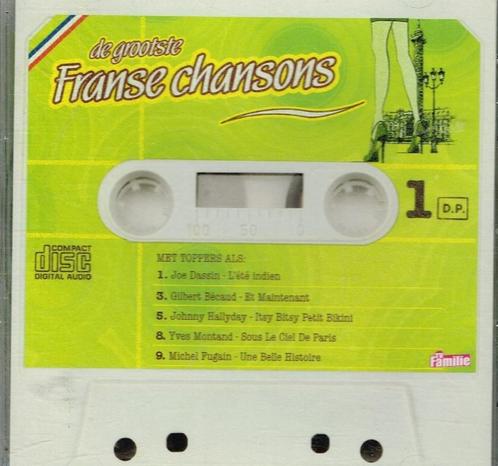 de grootste
Franse chansons
1 D.P.
100 50 0
COMPACT
disc
DIGITAL AUDIO
MET TOPPERS ALS:
1. Joe Dassin - L'été indien
3. Gilbert Bécaud - Et Maintenant
5. Johnny Hallyday - Itsy Bitsy Petit Bikini
8. Yves Montand - Sous Le Ciel De Paris
9. Michel Fugain - Une Belle Histoire
TV
Familie